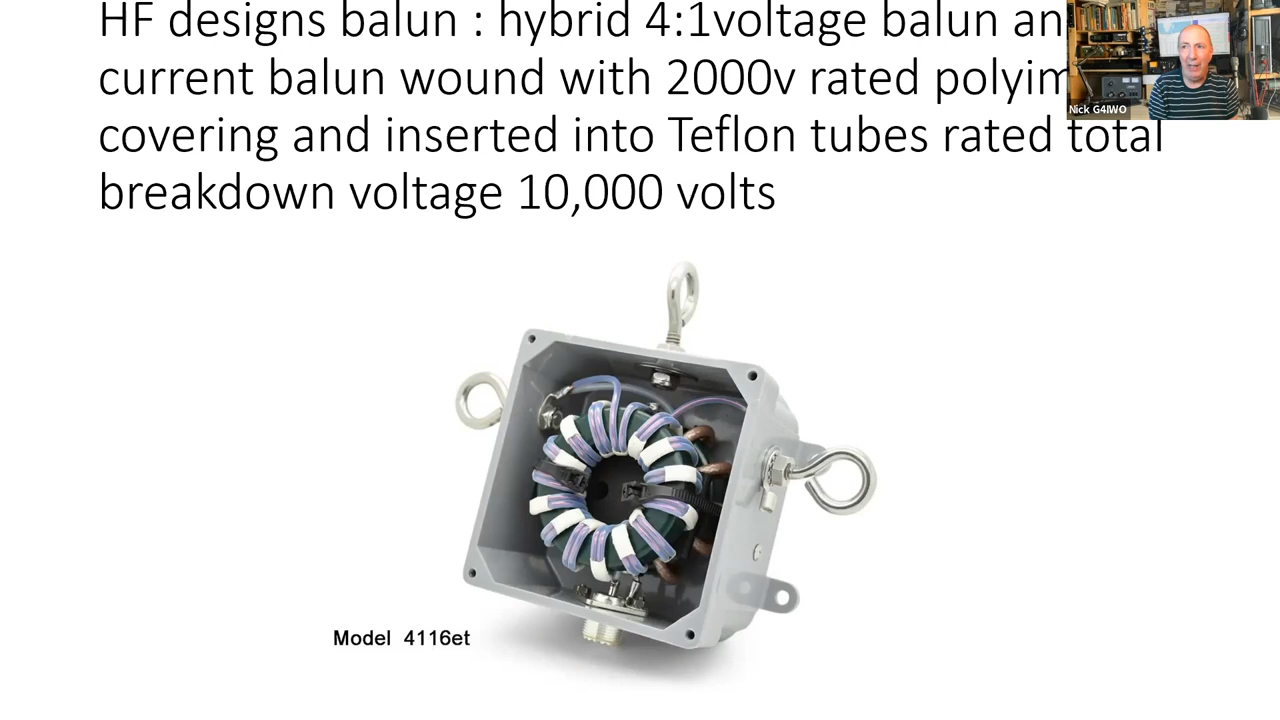 HF designs balun : hybrid 4:1voltage balun an
current balun wound with 2000v rated polyim
covering and inserted into Teflon tubes rated total
breakdown voltage 10,000 volts
Nick G4IWO
Model 4116et